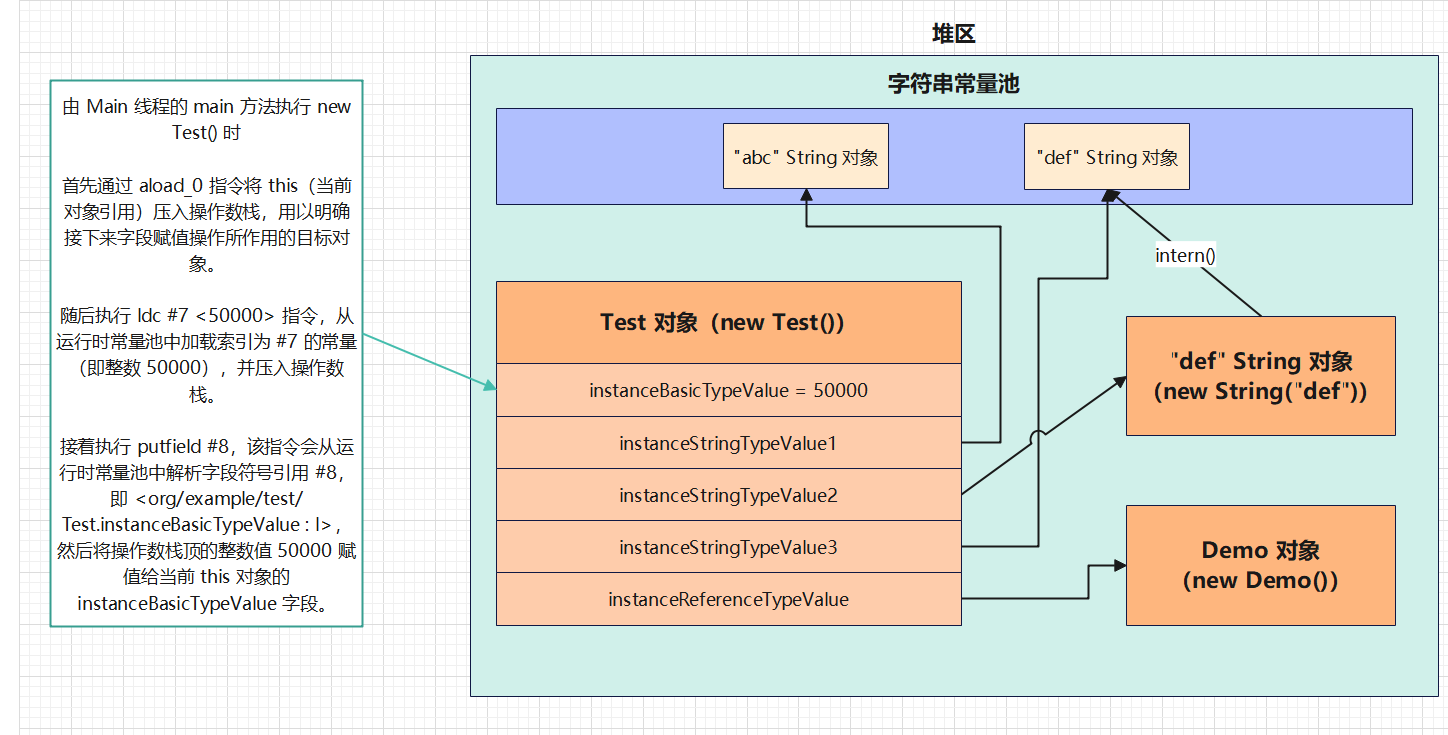 由 Main 线程的 main 方法执行 new
Test() 时
首先通过 aload_0 指令将 this（当前
对象引用）压入操作数栈，用以明确
接下来字段赋值操作所作用的目标对
象。
随后执行 ldc #7 <50000> 指令，从
运行时常量池中加载索引为 #7 的常量
（即整数 50000），并压入操作数
栈。
接着执行 putfield #8，该指令会从运
行时常量池中解析字段符号引用 #8，
即 <org/example/test/
Test.instanceBasicTypeValue : I>，
然后将操作数栈顶的整数值 50000 赋
值给当前 this 对象的
instanceBasicTypeValue 字段。
堆区
字符串常量池
"abc" String 对象
"def" String 对象
intern()
Test 对象（new Test()）
instanceBasicTypeValue = 50000
instanceStringTypeValue1
instanceStringTypeValue2
instanceStringTypeValue3
instanceReferenceTypeValue
"def" String 对象
（new String("def")）
Demo 对象
（new Demo()）